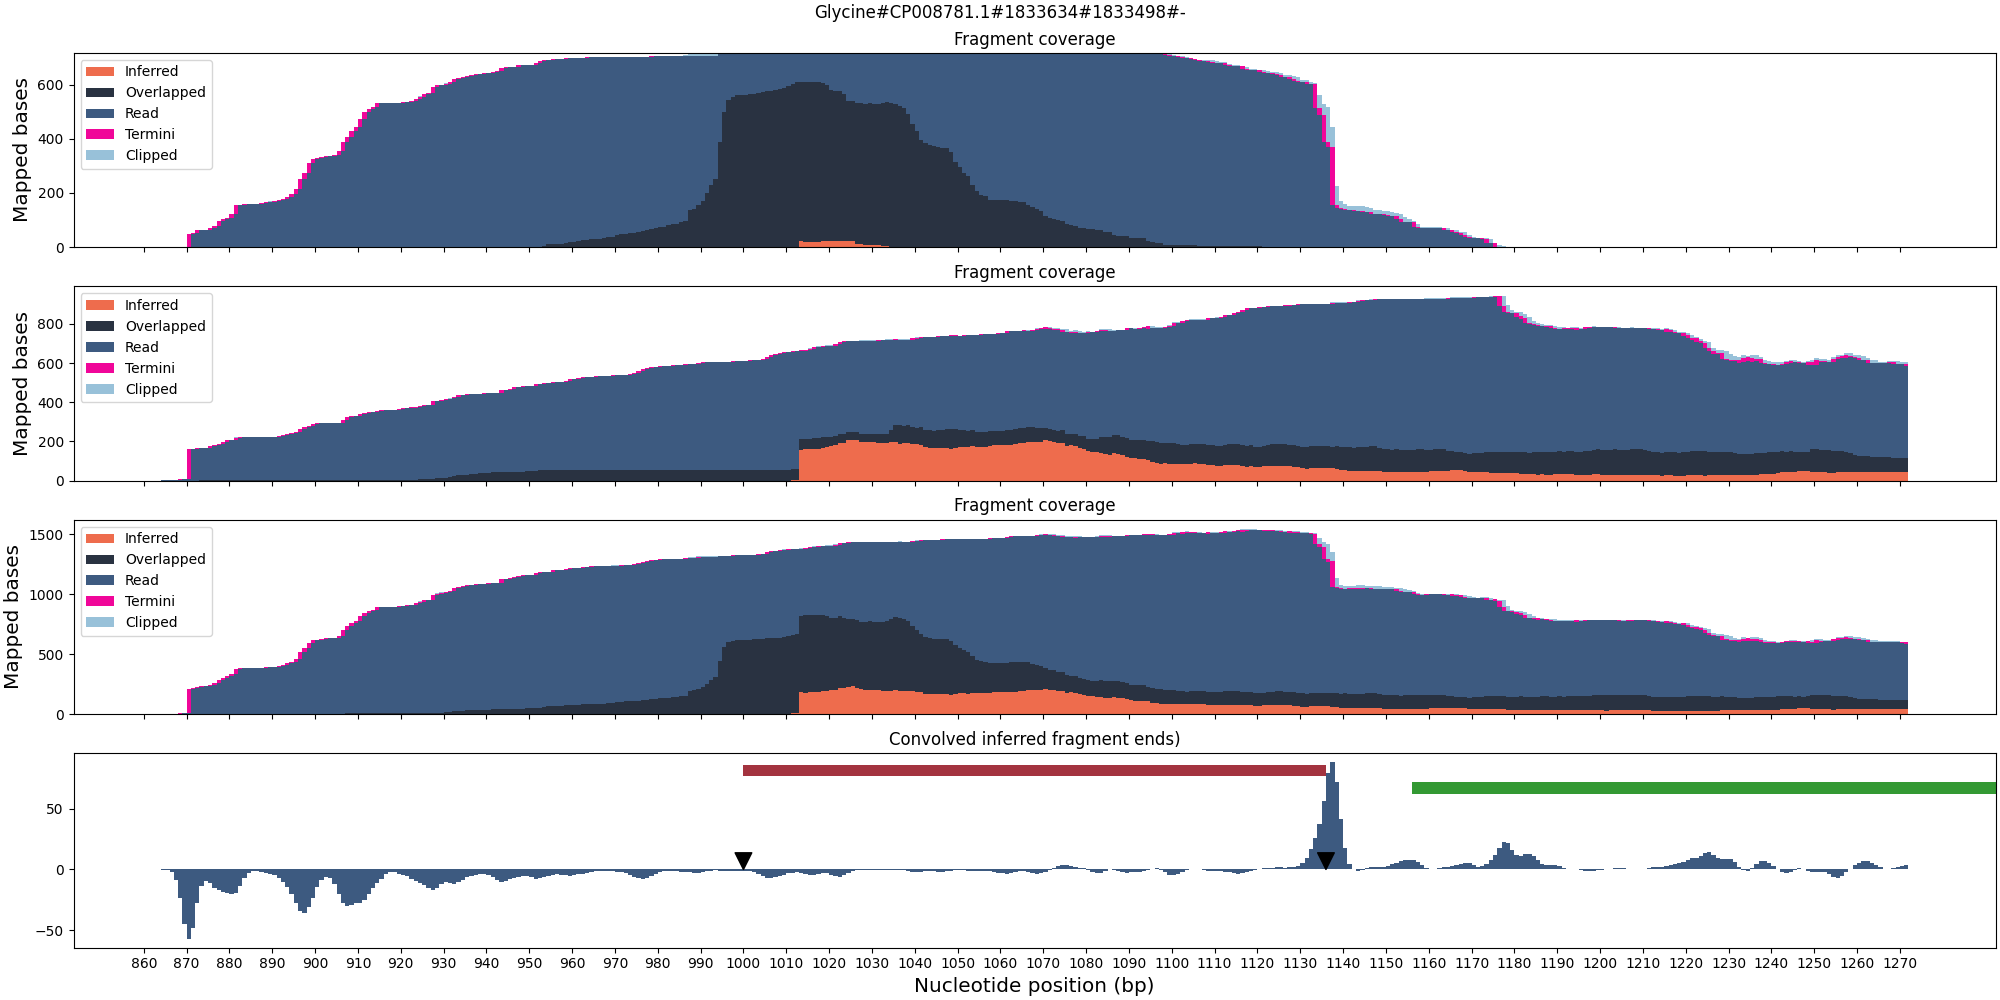 Glycine#CP008781.1#1833634#1833498#-
Fragment coverage
Mapped bases
600
400
200
0
Inferred
Overlapped
Read
Termini
Clipped
Fragment coverage
Mapped bases
800
600
400
200
0
Inferred
Overlapped
Read
Termini
Clipped
Fragment coverage
Mapped bases
1500
1000
500
0
Inferred
Overlapped
Read
Termini
Clipped
Convolved inferred fragment ends)
50
0
−50
860 870 880 890 900 910 920 930 940 950 960 970 980 990 1000 1010 1020 1030 1040 1050 1060 1070 1080 1090 1100 1110 1120 1130 1140 1150 1160 1170 1180 1190 1200 1210 1220 1230 1240 1250 1260 1270
Nucleotide position (bp)